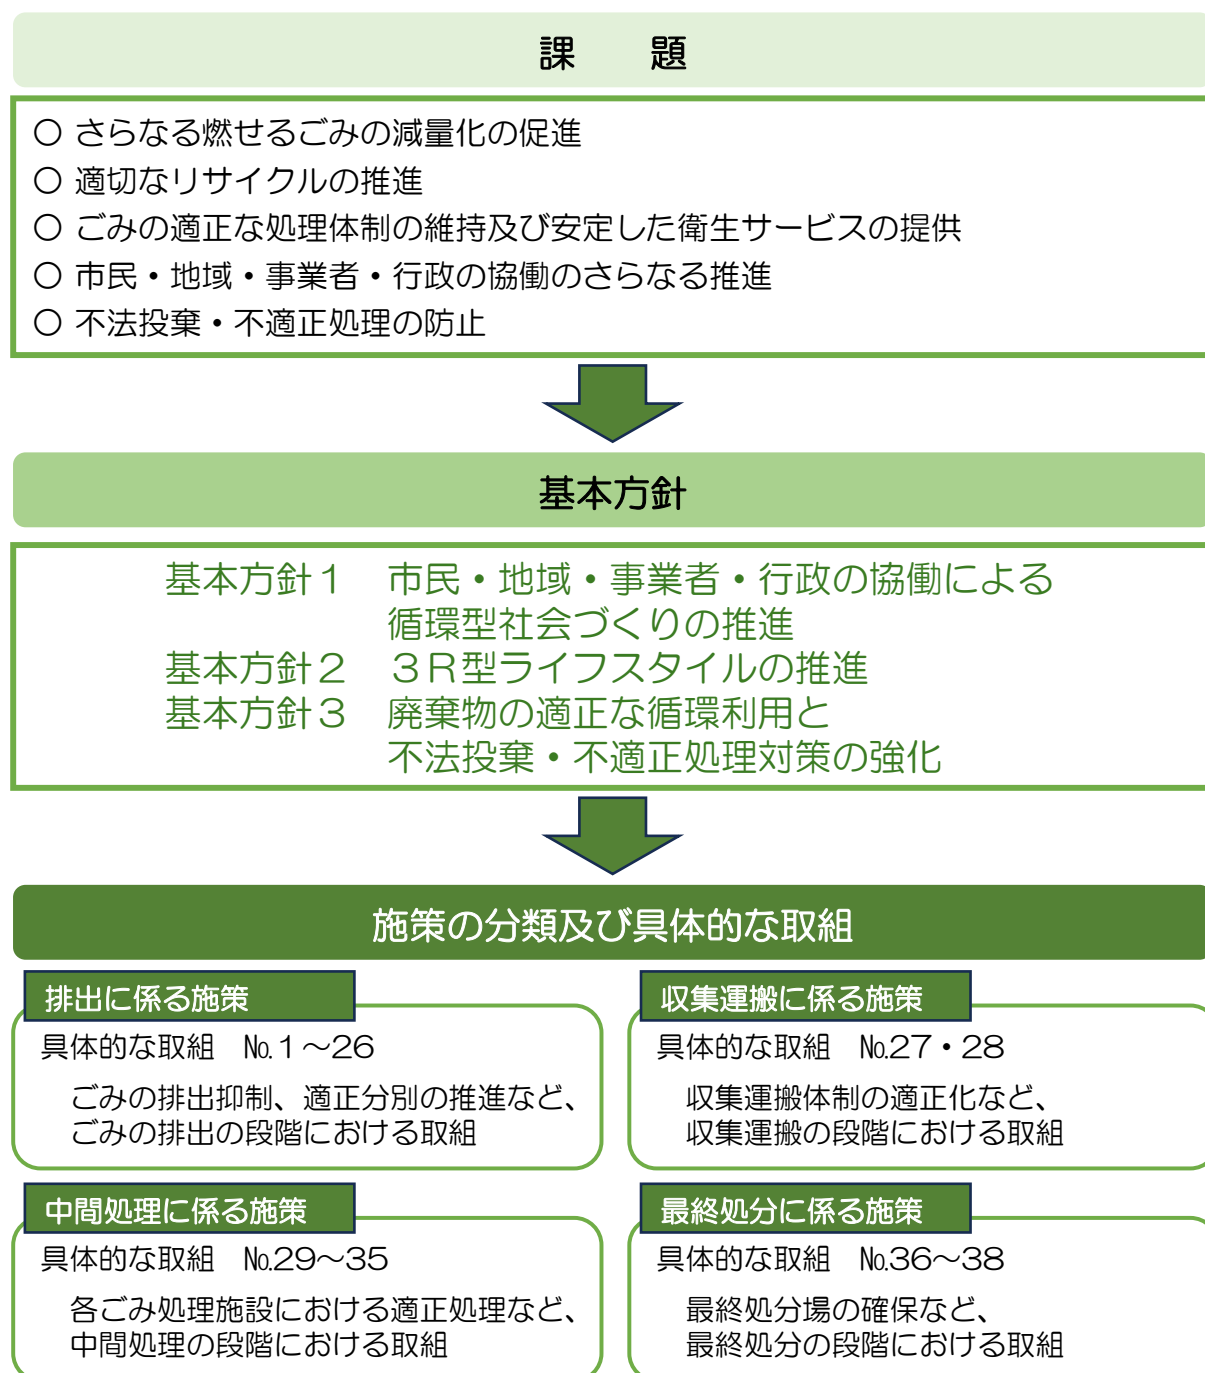 課　　題
〇 さらなる燃せるごみの減量化の促進
〇 適切なリサイクルの推進
〇 ごみの適正な処理体制の維持及び安定した衛生サービスの提供
〇 市民・地域・事業者・行政の協働のさらなる推進
〇 不法投棄・不適正処理の防止
基本方針
基本方針１　市民・地域・事業者・行政の協働による
循環型社会づくりの推進
基本方針２　３Ｒ型ライフスタイルの推進
基本方針３　廃棄物の適正な循環利用と
不法投棄・不適正処理対策の強化
施策の分類及び具体的な取組
排出に係る施策
具体的な取組　№１～26
ごみの排出抑制、適正分別の推進など、
ごみの排出の段階における取組
収集運搬に係る施策
具体的な取組　№27・28
収集運搬体制の適正化など、
収集運搬の段階における取組
中間処理に係る施策
具体的な取組　№29～35
各ごみ処理施設における適正処理など、
中間処理の段階における取組
最終処分に係る施策
具体的な取組　№36～38
最終処分場の確保など、
最終処分の段階における取組